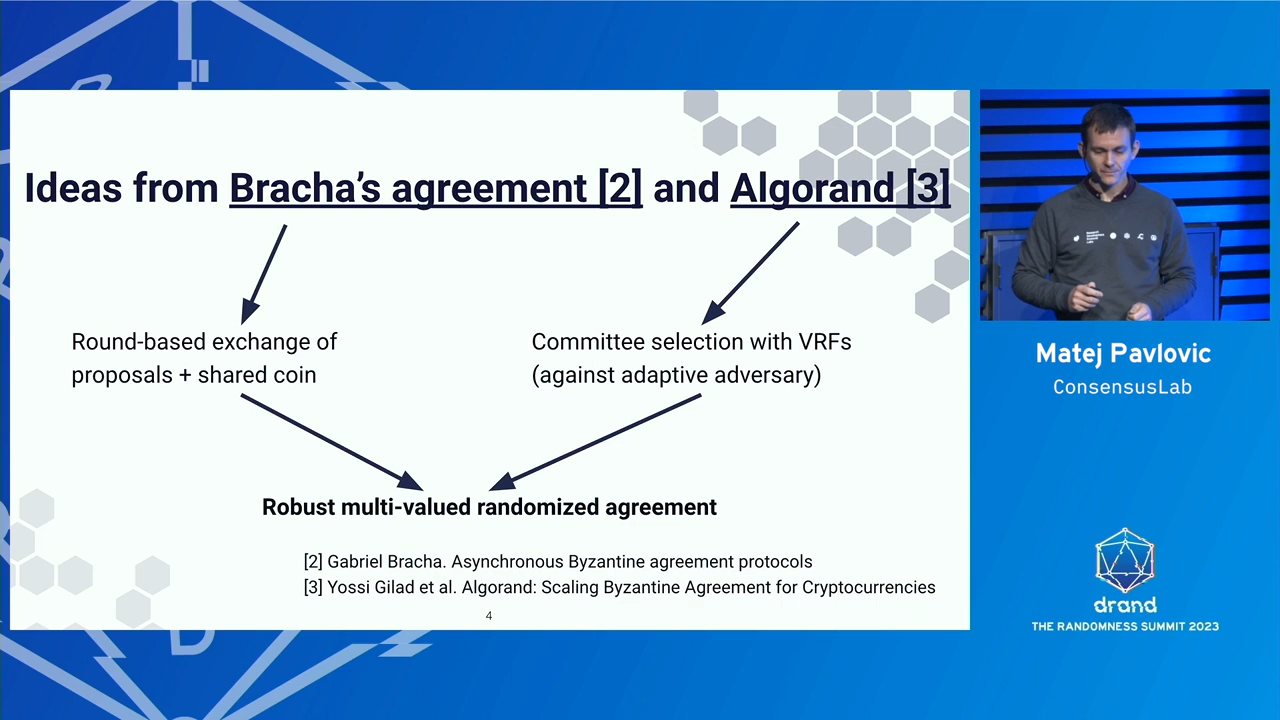 Ideas from Bracha’s agreement [2] and Algorand [3]
Round-based exchange of
proposals + shared coin
Committee selection with VRFs
(against adaptive adversary)
Robust multi-valued randomized agreement
[2] Gabriel Bracha. Asynchronous Byzantine agreement protocols
[3] Yossi Gilad et al. Algorand: Scaling Byzantine Agreement for Cryptocurrencies
4
Matej Pavlovic
ConsensusLab
drand
THE RANDOMNESS SUMMIT 2023